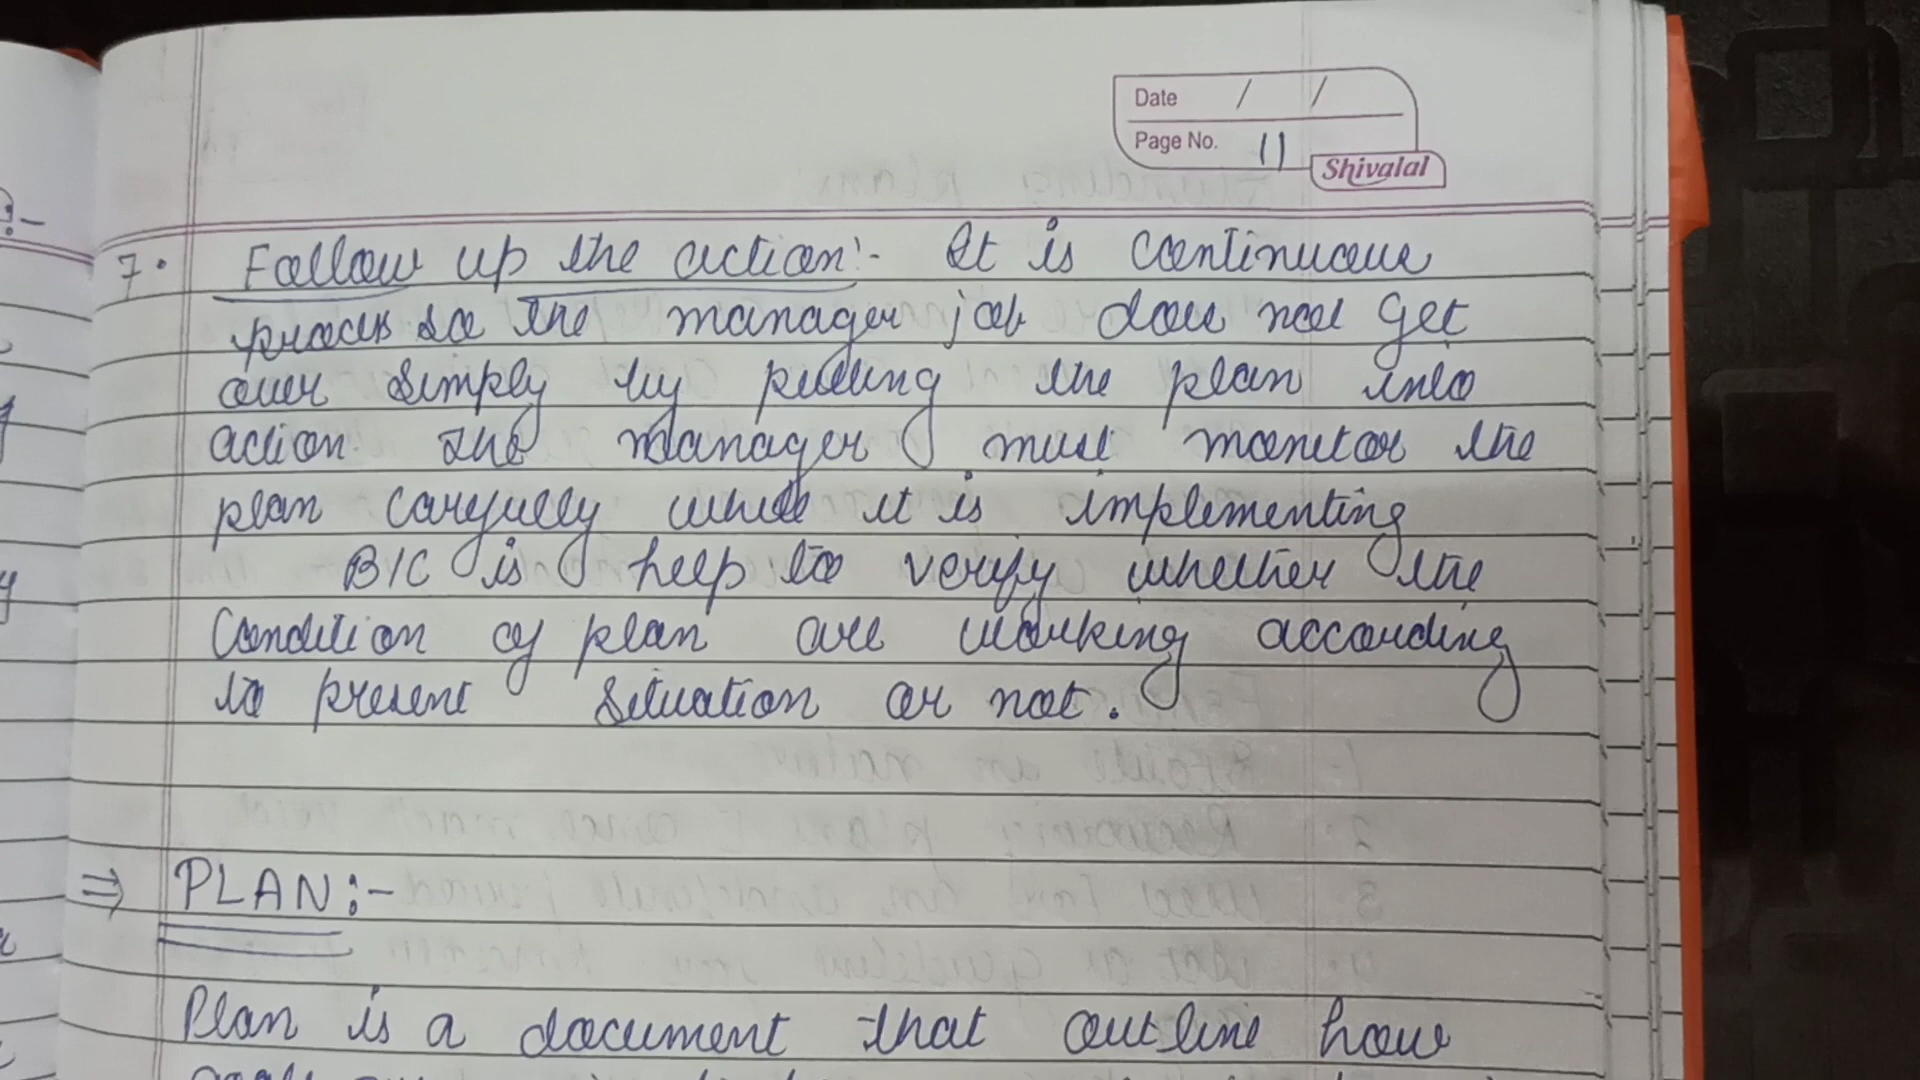 Date / /
Page No. 11
Shivalal
7. Follow up the action:- It is continuous
process so the manager job does not get
over simply by putting the plan into
action. The manager must monitor the
plan carefully while it is implementing
B/C is help to verify whether the
Condition of plan are working according
to present situation or not.
⇒ PLAN:-
Plan is a document that outline how